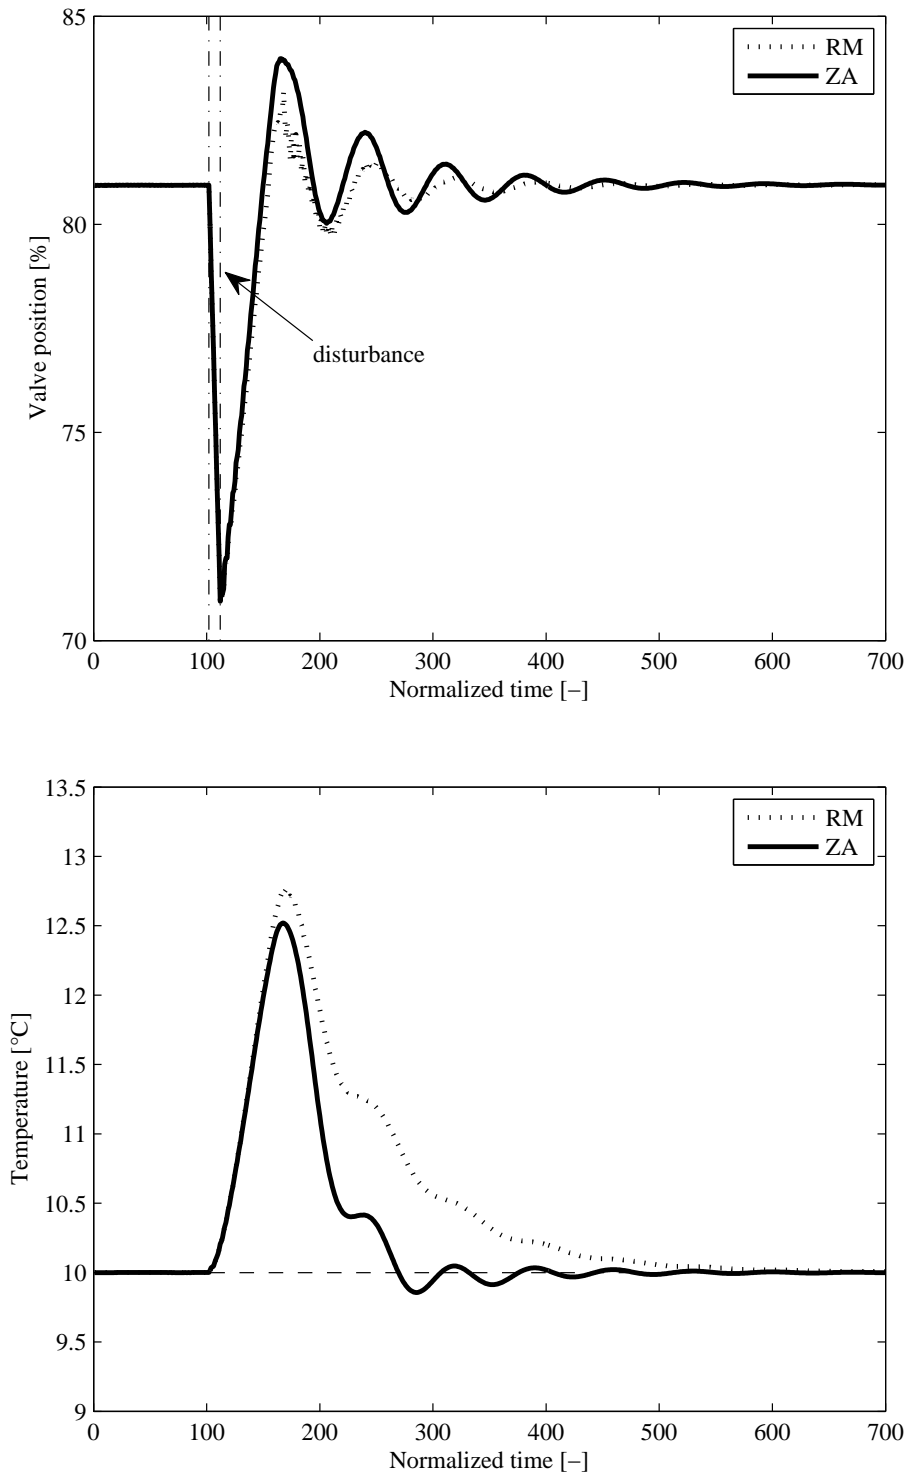 85
RM
ZA
80
Valve position [%]
disturbance
75
70
0 100 200 300 400 500 600 700
Normalized time [–]
13.5
RM
ZA
13
12.5
12
11.5
Temperature [°C]
11
10.5
10
9.5
9
0 100 200 300 400 500 600 700
Normalized time [–]